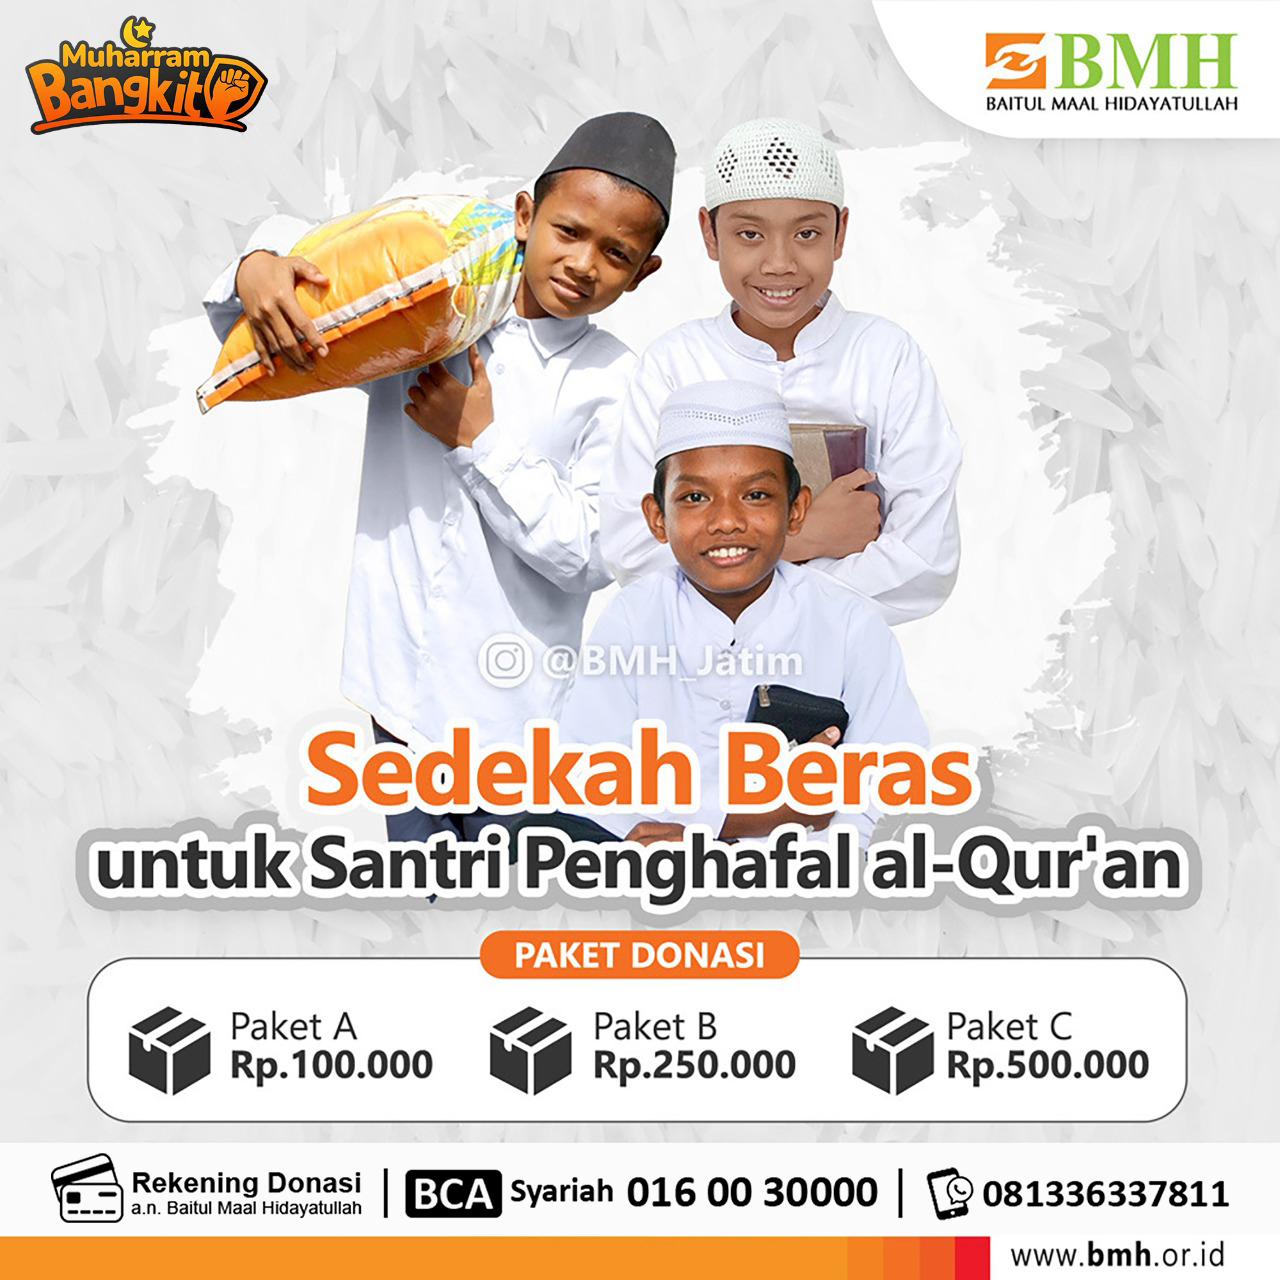 Muharram
Bangkit
BMH
BAITUL MAAL HIDAYATULLAH
@BMH_Jatim
Sedekah Beras
untuk Santri Penghafal al-Qur'an
PAKET DONASI
Paket A
Rp.100.000
Paket B
Rp.250.000
Paket C
Rp.500.000
Rekening Donasi
a.n. Baitul Maal Hidayatullah
BCA Syariah 016 00 30000
081336337811
www.bmh.or.id